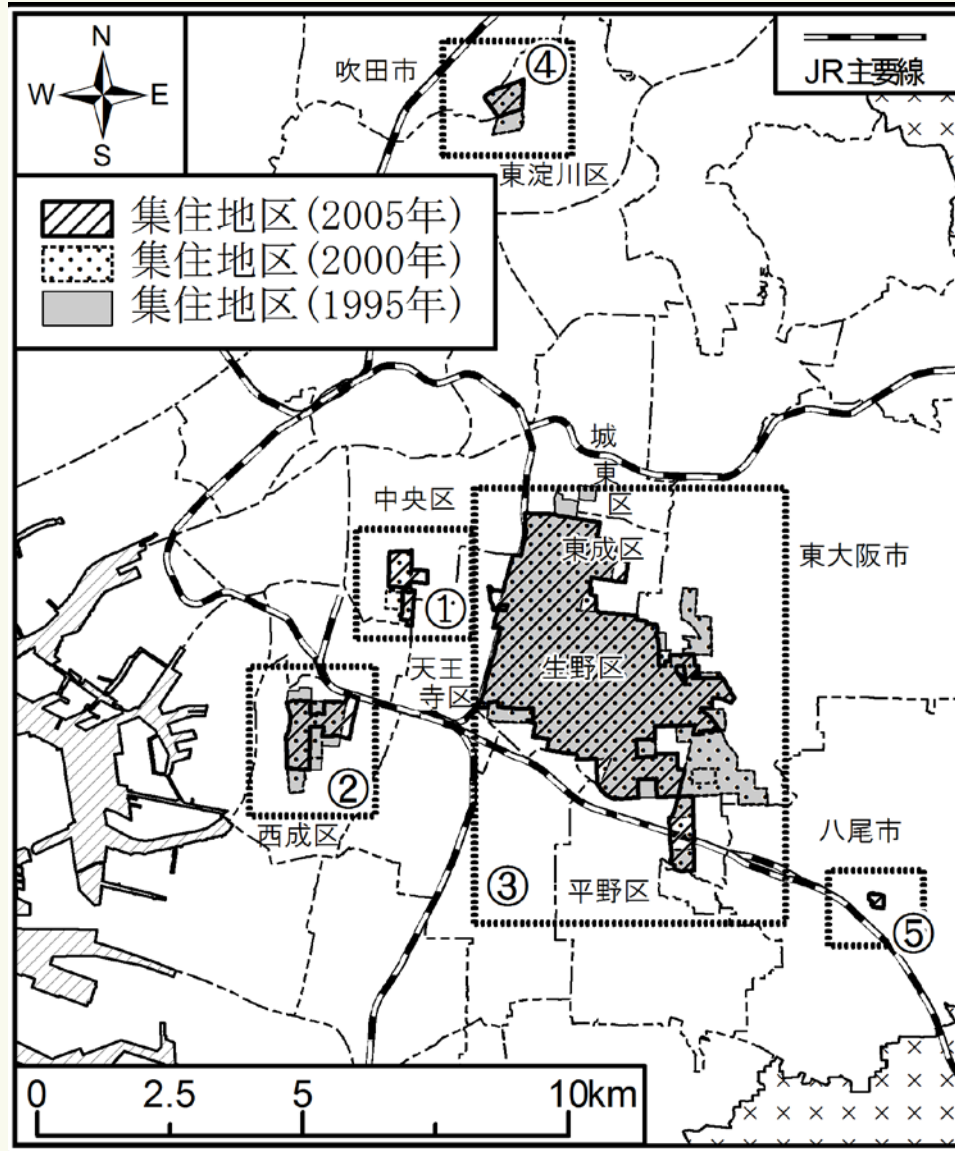 N
W E
S
吹田市
④
JR主要線
東淀川区
集住地区(2005年)
集住地区(2000年)
集住地区(1995年)
城
東
区
中央区
東成区
東大阪市
①
天王
寺区
生野区
②
西成区
③
平野区
八尾市
⑤
0 2.5 5 10km